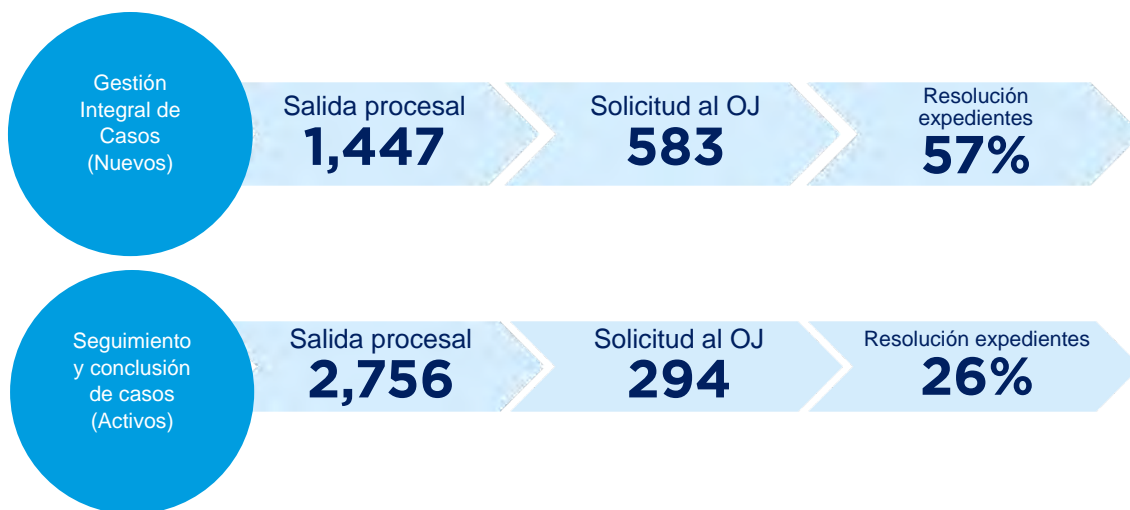 Gestión
Integral de
Casos
(Nuevos)
Salida procesal
1,447
Solicitud al OJ
583
Resolución
expedientes
57%
Seguimiento
y conclusión
de casos
(Activos)
Salida procesal
2,756
Solicitud al OJ
294
Resolución expedientes
26%